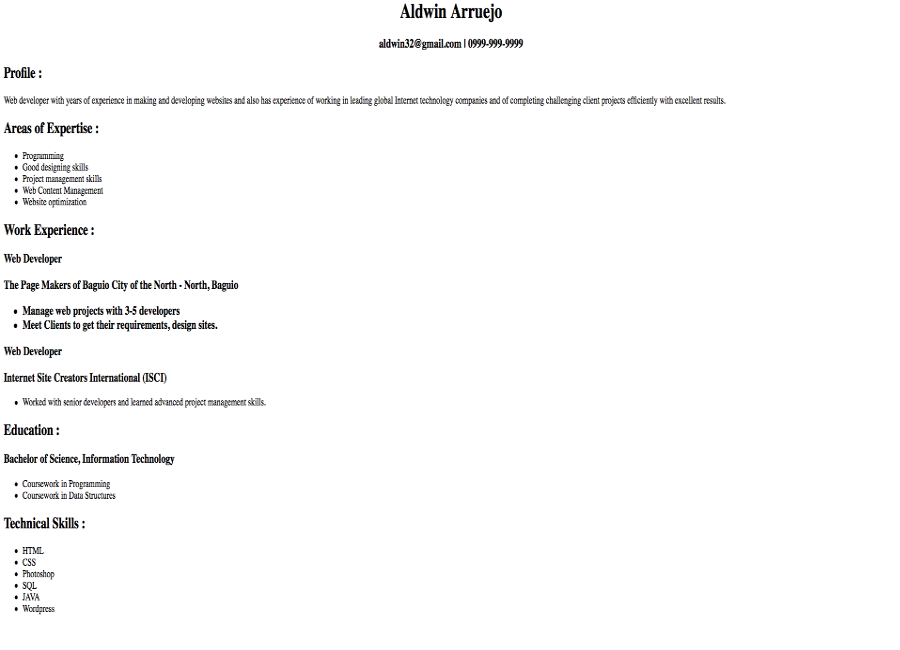 Aldwin Arruejo
aldwin32@gmail.com | 0999-999-9999
Profile :
Web developer with years of experience in making and developing websites and also has experience of working in leading global Internet technology companies and of completing challenging client projects efficiently with excellent results.
Areas of Expertise :
• Programming
• Good designing skills
• Project management skills
• Web Content Management
• Website optimization
Work Experience :
Web Developer
The Page Makers of Baguio City of the North - North, Baguio
• Manage web projects with 3-5 developers
• Meet Clients to get their requirements, design sites.
Web Developer
Internet Site Creators International (ISCI)
• Worked with senior developers and learned advanced project management skills.
Education :
Bachelor of Science, Information Technology
• Coursework in Programming
• Coursework in Data Structures
Technical Skills :
• HTML
• CSS
• Photoshop
• SQL
• JAVA
• Wordpress